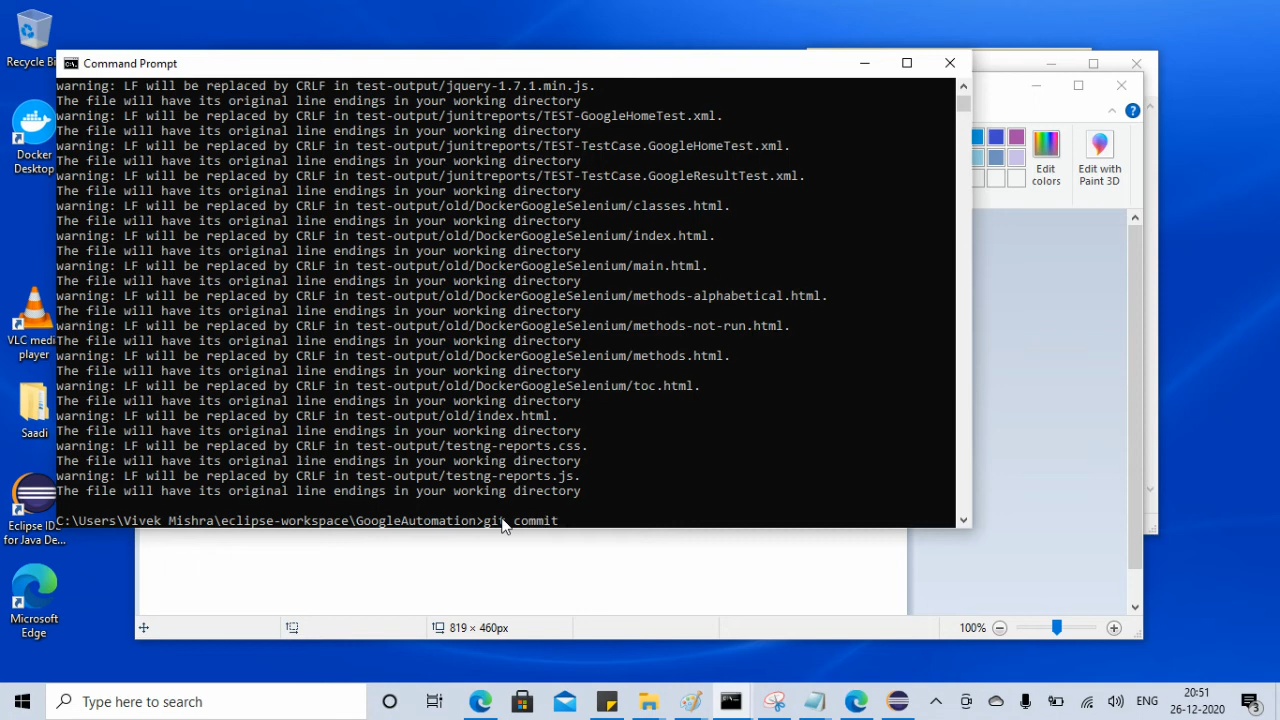 Recycle Bi
Docker
Desktop
VLC medi
player
Saadi
Eclipse IDE
for Java De...
Microsoft
Edge
Command Prompt
warning: LF will be replaced by CRLF in test-output/jquery-1.7.1.min.js.
The file will have its original line endings in your working directory
warning: LF will be replaced by CRLF in test-output/junitreports/TEST-GoogleHomeTest.xml.
The file will have its original line endings in your working directory
warning: LF will be replaced by CRLF in test-output/junitreports/TEST-TestCase.GoogleHomeTest.xml.
The file will have its original line endings in your working directory
warning: LF will be replaced by CRLF in test-output/junitreports/TEST-TestCase.GoogleResultTest.xml.
The file will have its original line endings in your working directory
warning: LF will be replaced by CRLF in test-output/old/DockerGoogleSelenium/classes.html.
The file will have its original line endings in your working directory
warning: LF will be replaced by CRLF in test-output/old/DockerGoogleSelenium/index.html.
The file will have its original line endings in your working directory
warning: LF will be replaced by CRLF in test-output/old/DockerGoogleSelenium/main.html.
The file will have its original line endings in your working directory
warning: LF will be replaced by CRLF in test-output/old/DockerGoogleSelenium/methods-alphabetical.html.
The file will have its original line endings in your working directory
warning: LF will be replaced by CRLF in test-output/old/DockerGoogleSelenium/methods-not-run.html.
The file will have its original line endings in your working directory
warning: LF will be replaced by CRLF in test-output/old/DockerGoogleSelenium/methods.html.
The file will have its original line endings in your working directory
warning: LF will be replaced by CRLF in test-output/old/DockerGoogleSelenium/toc.html.
The file will have its original line endings in your working directory
warning: LF will be replaced by CRLF in test-output/old/index.html.
The file will have its original line endings in your working directory
warning: LF will be replaced by CRLF in test-output/testng-reports.css.
The file will have its original line endings in your working directory
warning: LF will be replaced by CRLF in test-output/testng-reports.js.
The file will have its original line endings in your working directory
C:\Users\Vivek Mishra\eclipse-workspace\GoogleAutomation>git commit
Edit
colors
Edit with
Paint 3D
819 × 460px
100%
Type here to search
ENG
20:51
26-12-2020
3